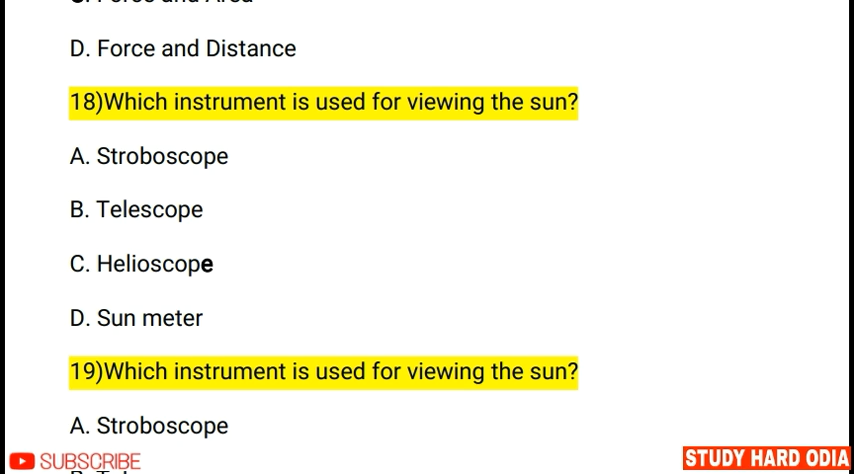 D. Force and Distance
18)Which instrument is used for viewing the sun?
A. Stroboscope
B. Telescope
C. Helioscope
D. Sun meter
19)Which instrument is used for viewing the sun?
A. Stroboscope
SUBSCRIBE
STUDY HARD ODIA